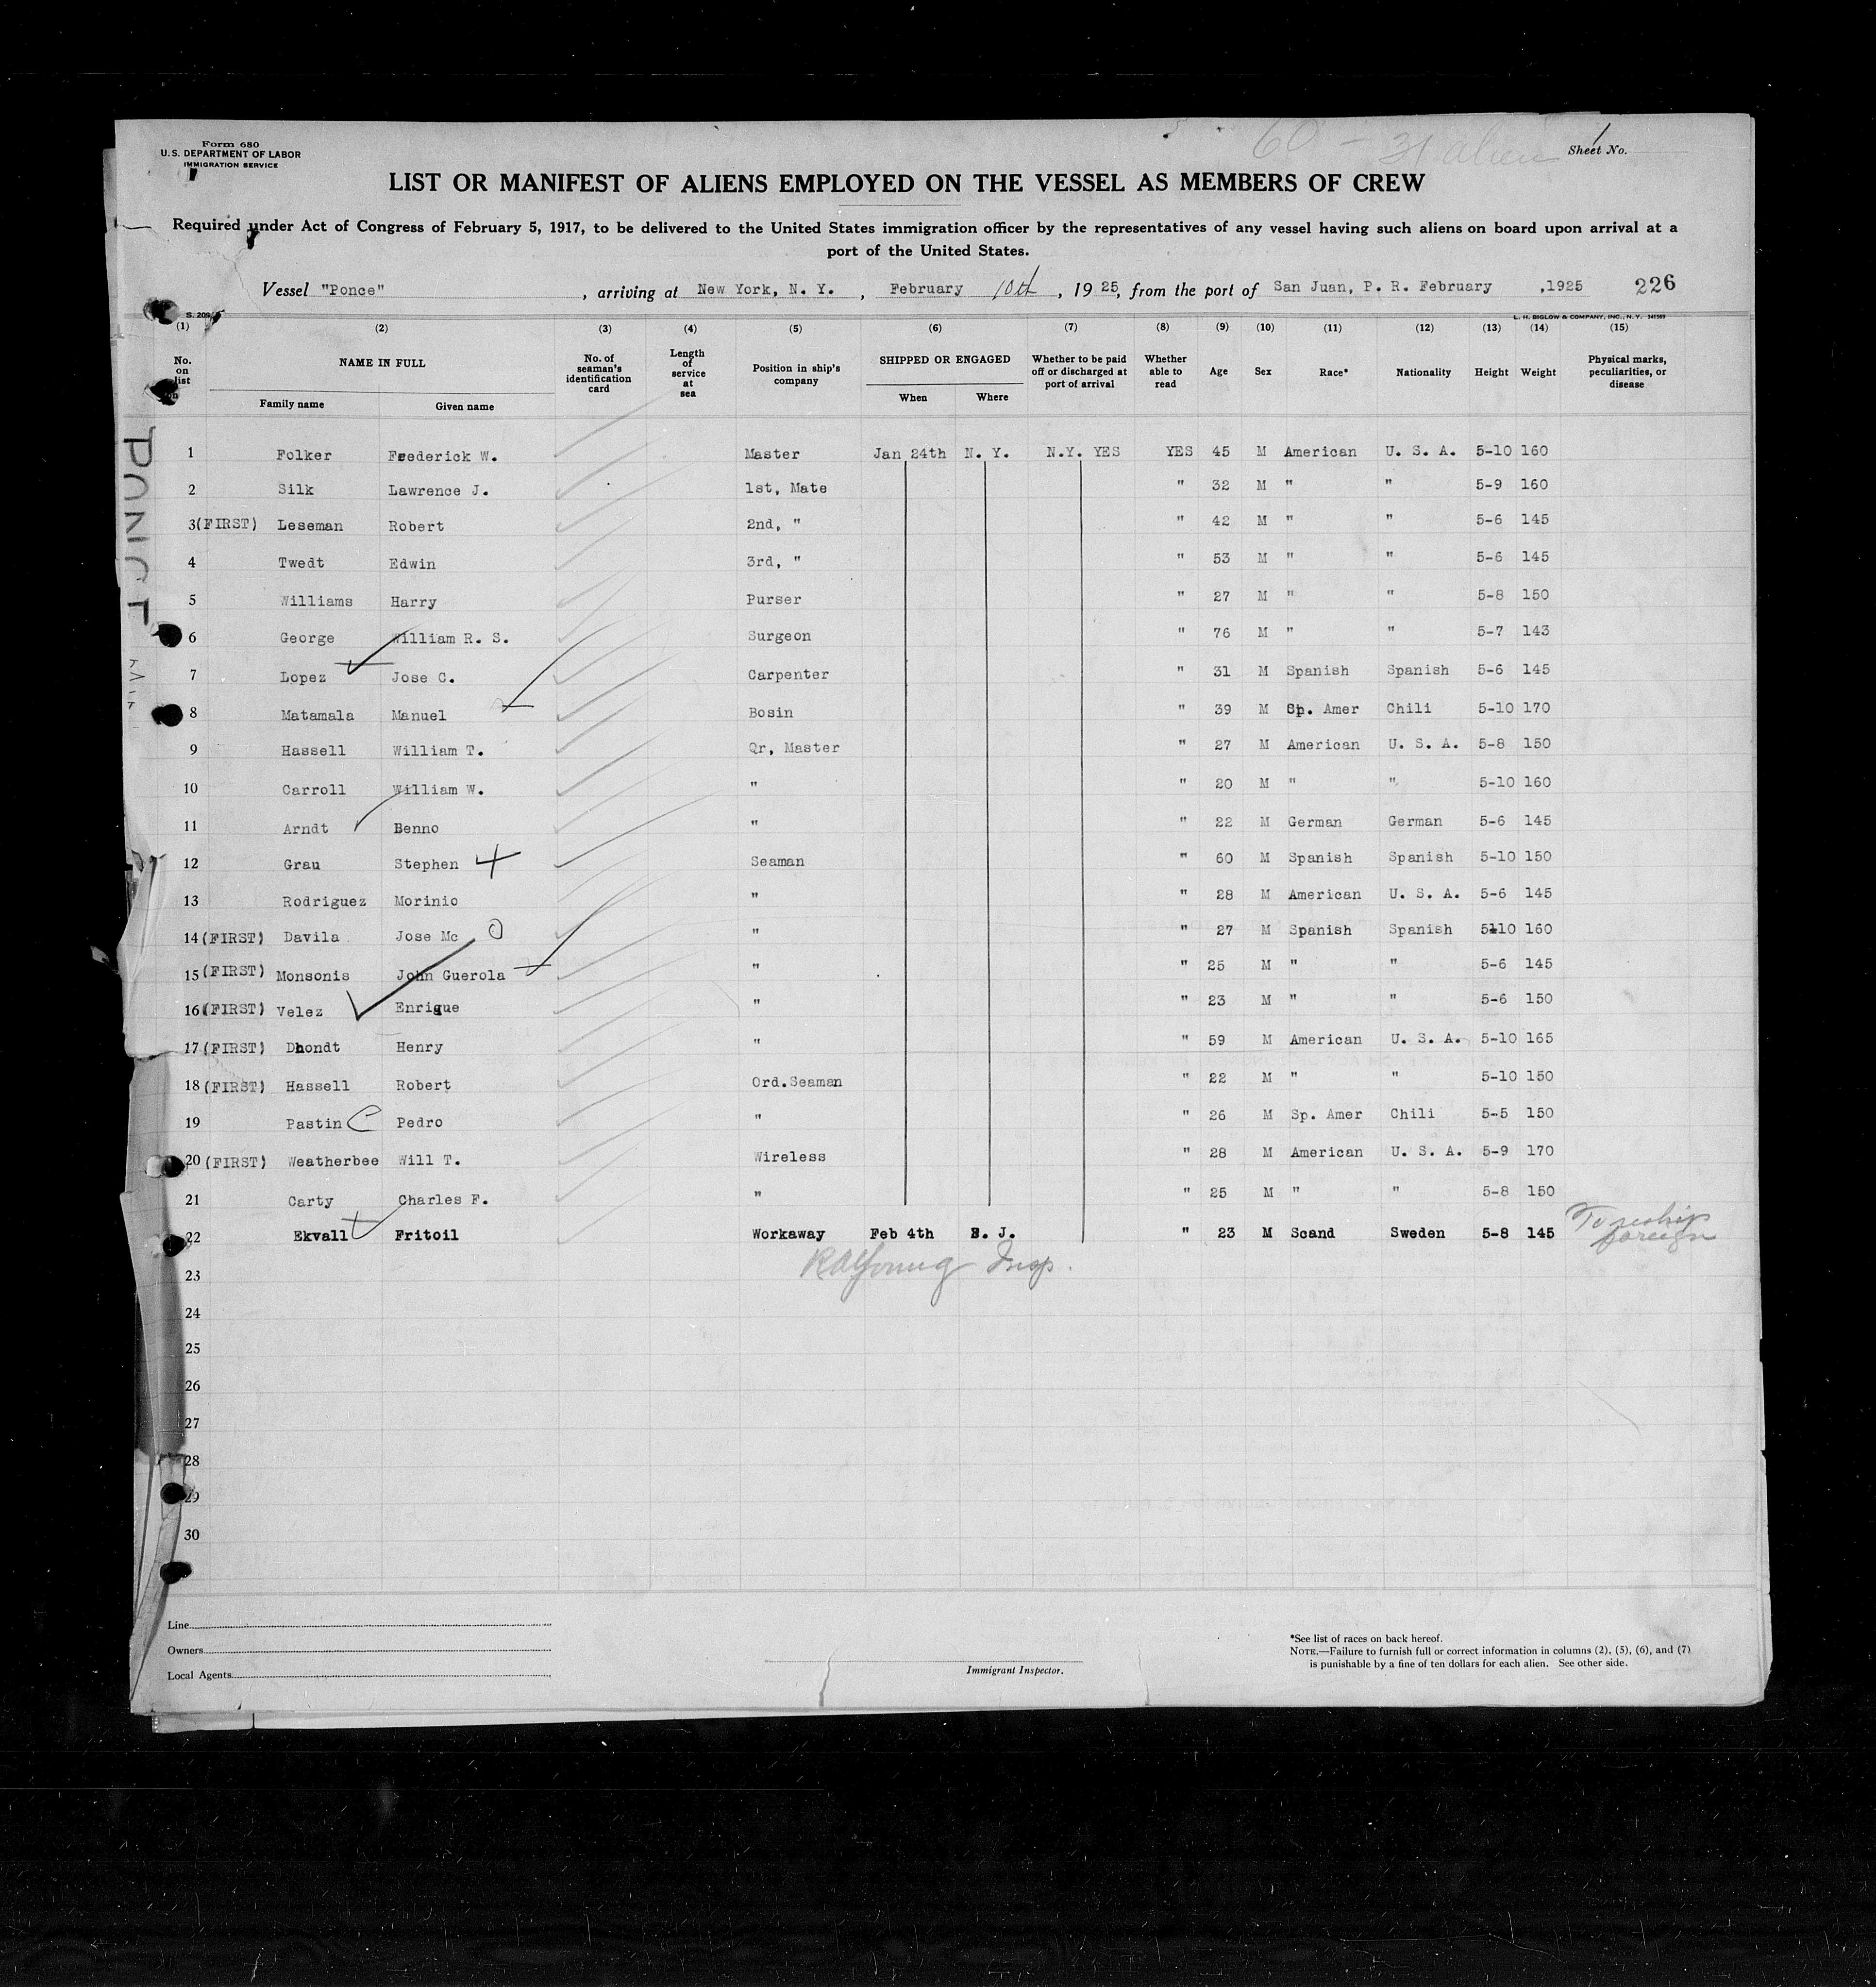 Form 680
U.S. DEPARTMENT OF LABOR
IMMIGRATION SERVICE
60 - 31 aliens
Sheet No. 1
LIST OR MANIFEST OF ALIENS EMPLOYED ON THE VESSEL AS MEMBERS OF CREW
Required under Act of Congress of February 5, 1917, to be delivered to the United States immigration officer by the representatives of any vessel having such aliens on board upon arrival at a
port of the United States.
Vessel "Ponce", arriving at New York, N. Y., February 10th, 1925, from the port of San Juan, P. R. February ,1925 226
S. 209
L. H. BIGLOW & COMPANY, INC., N. Y.
(1) (2) (3) (4) (5) (6) (7) (8) (9) (10) (11) (12) (13) (14) (15)
No. on list NAME IN FULL Family name Given name No. of seaman's identification card Length of service at sea Position in ship's company SHIPPED OR ENGAGED When Where Whether to be paid off or discharged at port of arrival Whether able to read Age Sex Race* Nationality Height Weight Physical marks, peculiarities, or disease
PONCE
1 Folker Frederick W. Master Jan 24th N. Y. N.Y. YES YES 45 M American U. S. A. 5-10 160
2 Silk Lawrence J. 1st, Mate " 32 M " " 5-9 160
3 (FIRST) Leseman Robert 2nd, " " 42 M " " 5-6 145
4 Twedt Edwin 3rd, " " 53 M " " 5-6 145
5 Williams Harry Purser " 27 M " " 5-8 150
6 George William R. S. Surgeon " 76 M " " 5-7 143
7 Lopez Jose C. Carpenter " 31 M Spanish Spanish 5-6 145
8 Matamala Manuel Bosin " 39 M Sp. Amer Chili 5-10 170
9 Hassell William T. Qr, Master " 27 M American U. S. A. 5-8 150
10 Carroll William W. " " 20 M " " 5-10 160
11 Arndt Benno " " 22 M German German 5-6 145
12 Grau Stephen Seaman " 60 M Spanish Spanish 5-10 150
13 Rodriguez Morinio " " 28 M American U. S. A. 5-6 145
14 (FIRST) Davila Jose Mc " " 27 M Spanish Spanish 5-10 160
15 (FIRST) Monsonis John Guerola " " 25 M " " 5-6 145
16 (FIRST) Velez Enrique " " 23 M " " 5-6 150
17 (FIRST) Dhondt Henry " " 59 M American U. S. A. 5-10 165
18 (FIRST) Hassell Robert Ord.Seaman " 22 M " " 5-10 150
19 Pastin Pedro " " 26 M Sp. Amer Chili 5-5 150
20 (FIRST) Weatherbee Will T. Wireless " 28 M American U. S. A. 5-9 170
21 Carty Charles F. " " 25 M " " 5-8 150
22 Ekvall Fritoil Workaway Feb 4th S. J. " 23 M Scand Sweden 5-8 145 To reship foreign
23 Young Insp.
24
25
26
27
28
29
30
Line
Owners
Local Agents
Immigrant Inspector.
*See list of races on back hereof.
NOTE.—Failure to furnish full or correct information in columns (2), (5), (6), and (7)
is punishable by a fine of ten dollars for each alien. See other side.